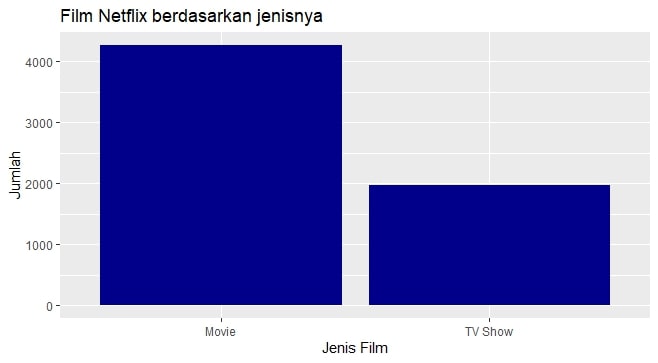 Film Netflix berdasarkan jenisnya
Jumlah
4000
3000
2000
1000
0
Movie
TV Show
Jenis Film